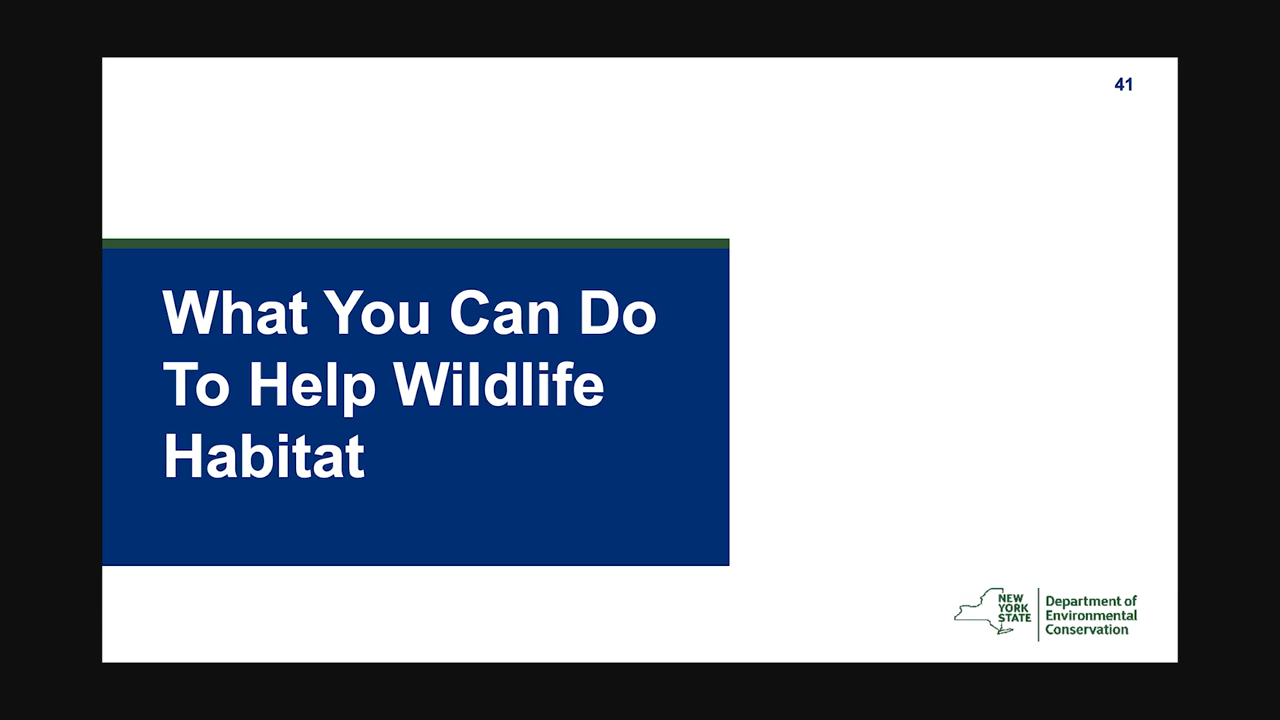 41
What You Can Do
To Help Wildlife
Habitat
NEW
YORK
STATE
Department of
Environmental
Conservation